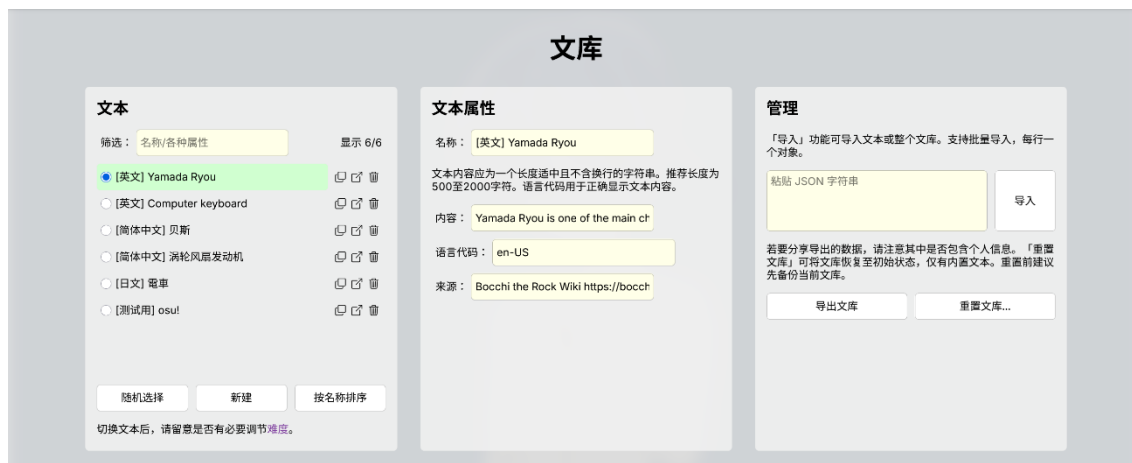 文库
文本
筛选： 名称/各种属性 显示 6/6
[英文] Yamada Ryou
[英文] Computer keyboard
[简体中文] 贝斯
[简体中文] 涡轮风扇发动机
[日文] 電車
[测试用] osu!
随机选择 新建 按名称排序
切换文本后，请留意是否有必要调节难度。
文本属性
名称： [英文] Yamada Ryou
文本内容应为一个长度适中且不含换行的字符串。推荐长度为
500至2000字符。语言代码用于正确显示文本内容。
内容： Yamada Ryou is one of the main ch
语言代码： en-US
来源： Bocchi the Rock Wiki https://bocch
管理
「导入」功能可导入文本或整个文库。支持批量导入，每行一
个对象。
粘贴 JSON 字符串
导入
若要分享导出的数据，请注意其中是否包含个人信息。「重置
文库」可将文库恢复至初始状态，仅有内置文本。重置前建议
先备份当前文库。
导出文库 重置文库...